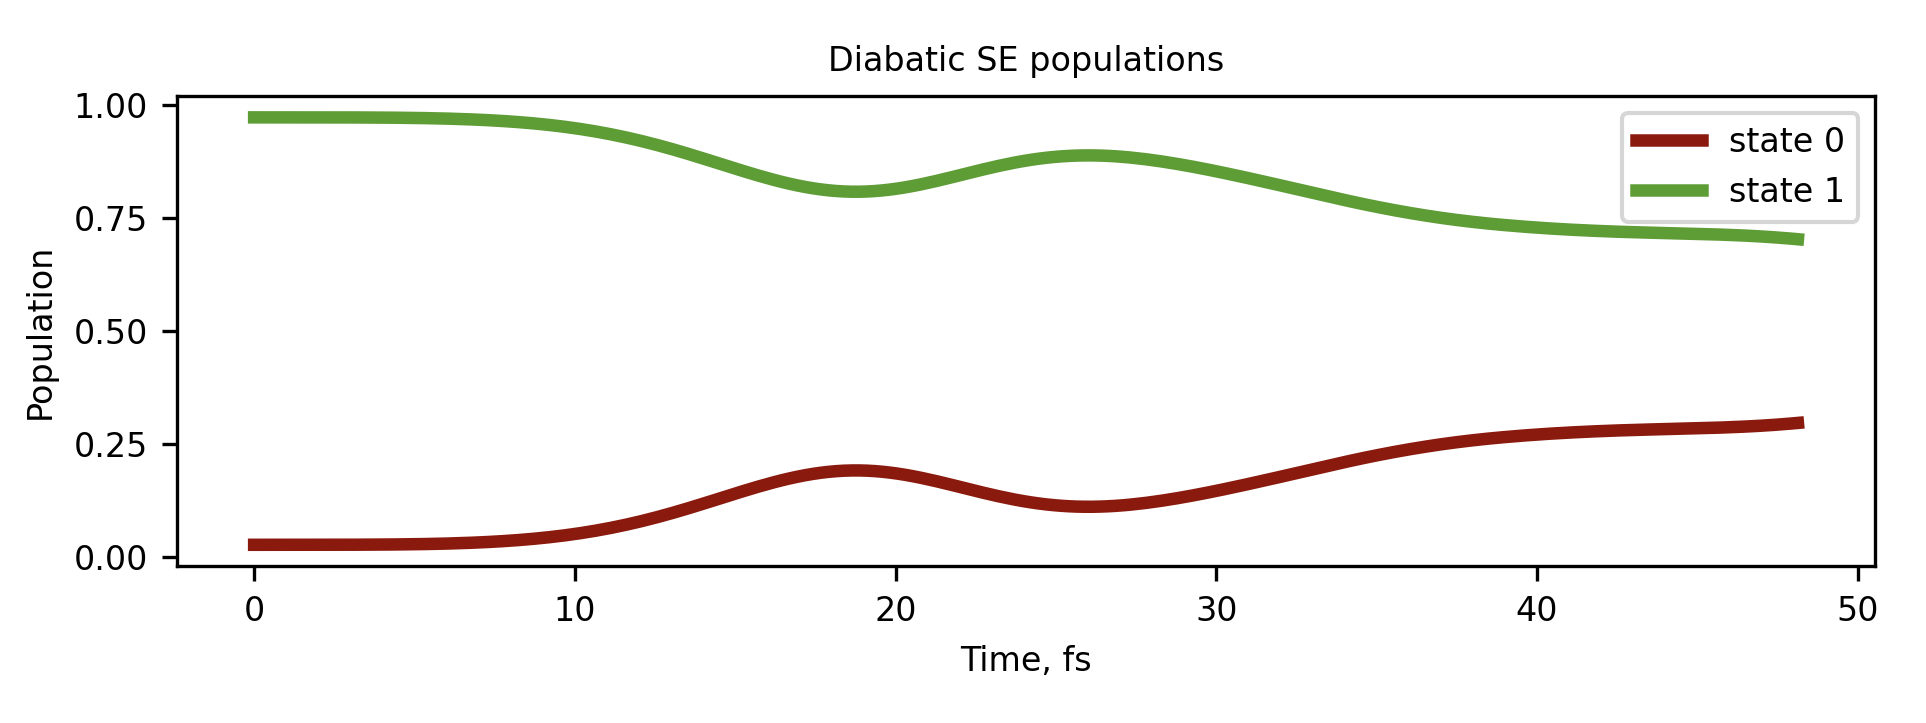 Diabatic SE populations
1.00
0.75
0.50
0.25
0.00
Population
state 0
state 1
0 10 20 30 40 50
Time, fs